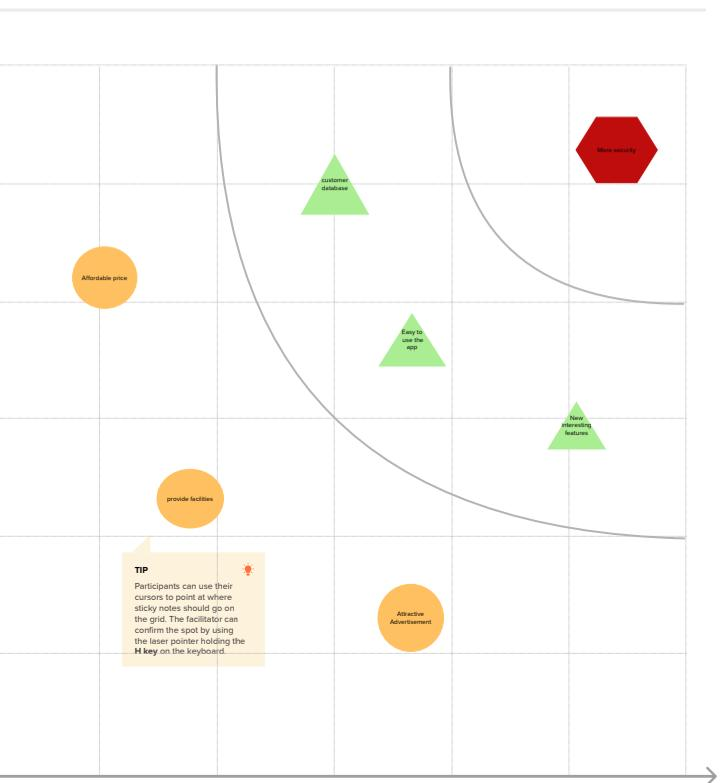 More security
customer
database
Affordable price
Easy to
use the
app
New
interesting
features
provide facilities
TIP
Participants can use their
cursors to point at where
sticky notes should go on
the grid. The facilitator can
confirm the spot by using
the laser pointer holding the
H key on the keyboard.
Attractive
Advertisement